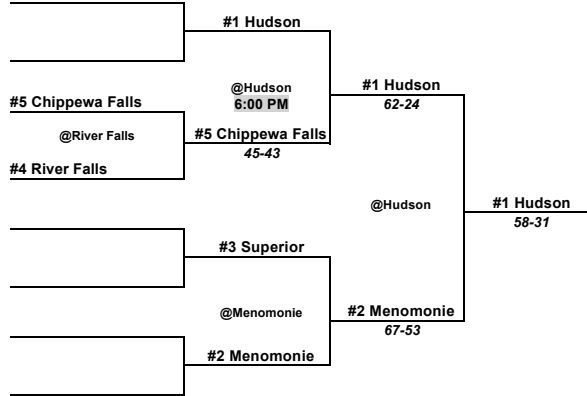 #1 Hudson
@Hudson
6:00 PM
#1 Hudson
62-24
#5 Chippewa Falls
@River Falls
#5 Chippewa Falls
45-43
#4 River Falls
@Hudson
#1 Hudson
58-31
#3 Superior
@Menomonie
#2 Menomonie
67-53
#2 Menomonie